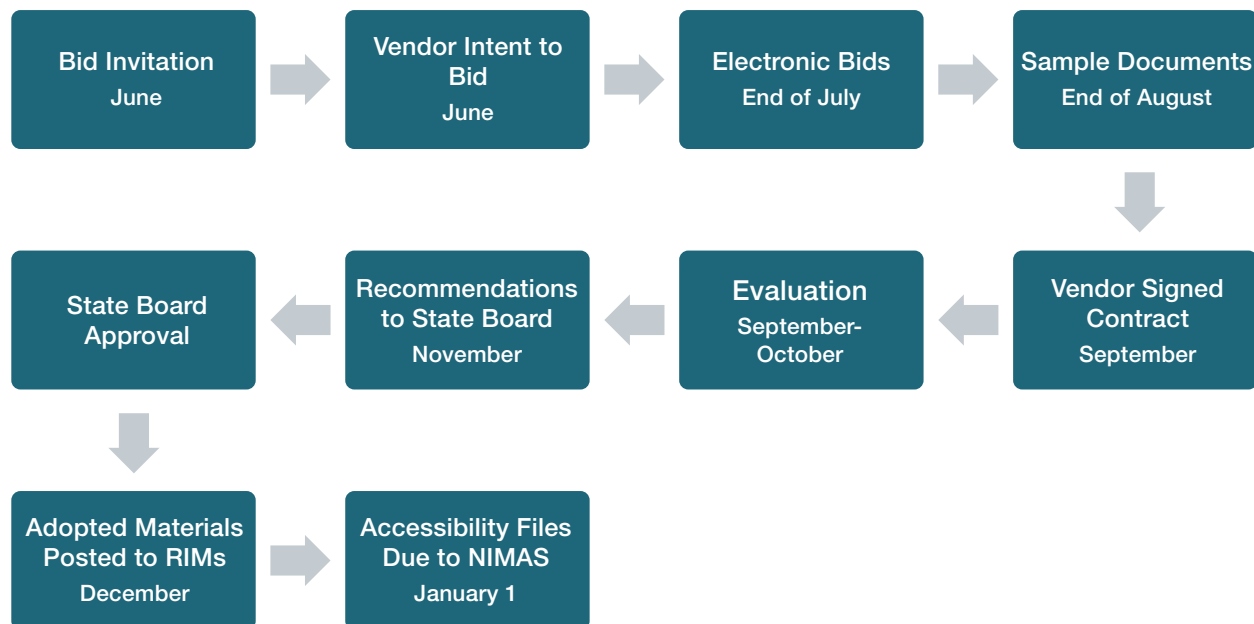 Bid Invitation
June
Vendor Intent to
Bid
June
Electronic Bids
End of July
Sample Documents
End of August
Vendor Signed
Contract
September
Evaluation
September-
October
Recommendations
to State Board
November
State Board
Approval
Adopted Materials
Posted to RIMs
December
Accessibility Files
Due to NIMAS
January 1